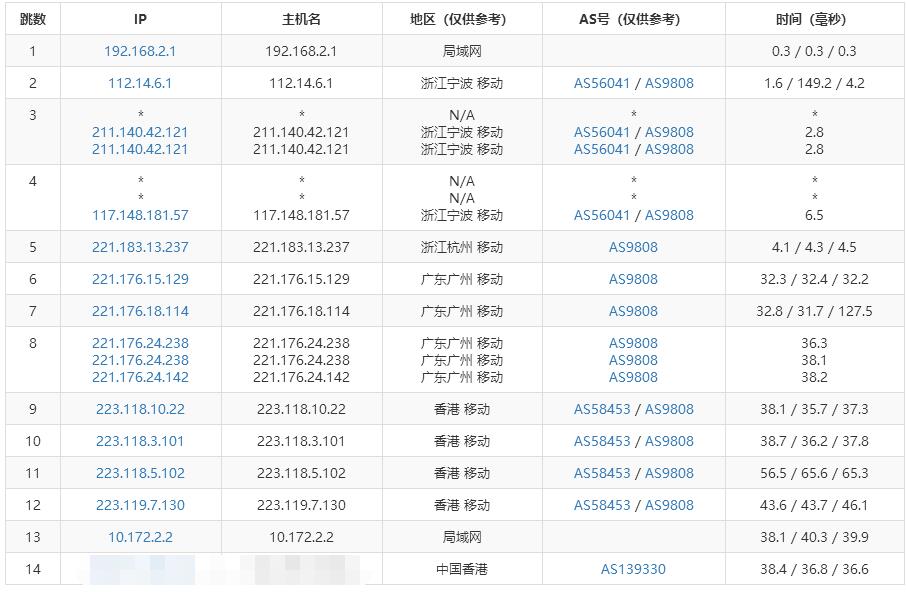 跳数 IP 主机名 地区（仅供参考） AS号（仅供参考） 时间（毫秒）
1 192.168.2.1 192.168.2.1 局域网 0.3 / 0.3 / 0.3
2 112.14.6.1 112.14.6.1 浙江宁波 移动 AS56041 / AS9808 1.6 / 149.2 / 4.2
3 * * N/A * *
211.140.42.121 211.140.42.121 浙江宁波 移动 AS56041 / AS9808 2.8
211.140.42.121 211.140.42.121 浙江宁波 移动 AS56041 / AS9808 2.8
4 * * N/A * *
* * N/A * *
117.148.181.57 117.148.181.57 浙江宁波 移动 AS56041 / AS9808 6.5
5 221.183.13.237 221.183.13.237 浙江杭州 移动 AS9808 4.1 / 4.3 / 4.5
6 221.176.15.129 221.176.15.129 广东广州 移动 AS9808 32.3 / 32.4 / 32.2
7 221.176.18.114 221.176.18.114 广东广州 移动 AS9808 32.8 / 31.7 / 127.5
8 221.176.24.238 221.176.24.238 广东广州 移动 AS9808 36.3
221.176.24.238 221.176.24.238 广东广州 移动 AS9808 38.1
221.176.24.142 221.176.24.142 广东广州 移动 AS9808 38.2
9 223.118.10.22 223.118.10.22 香港 移动 AS58453 / AS9808 38.1 / 35.7 / 37.3
10 223.118.3.101 223.118.3.101 香港 移动 AS58453 / AS9808 38.7 / 36.2 / 37.8
11 223.118.5.102 223.118.5.102 香港 移动 AS58453 / AS9808 56.5 / 65.6 / 65.3
12 223.119.7.130 223.119.7.130 香港 移动 AS58453 / AS9808 43.6 / 43.7 / 46.1
13 10.172.2.2 10.172.2.2 局域网 38.1 / 40.3 / 39.9
14 中国香港 AS139330 38.4 / 36.8 / 36.6